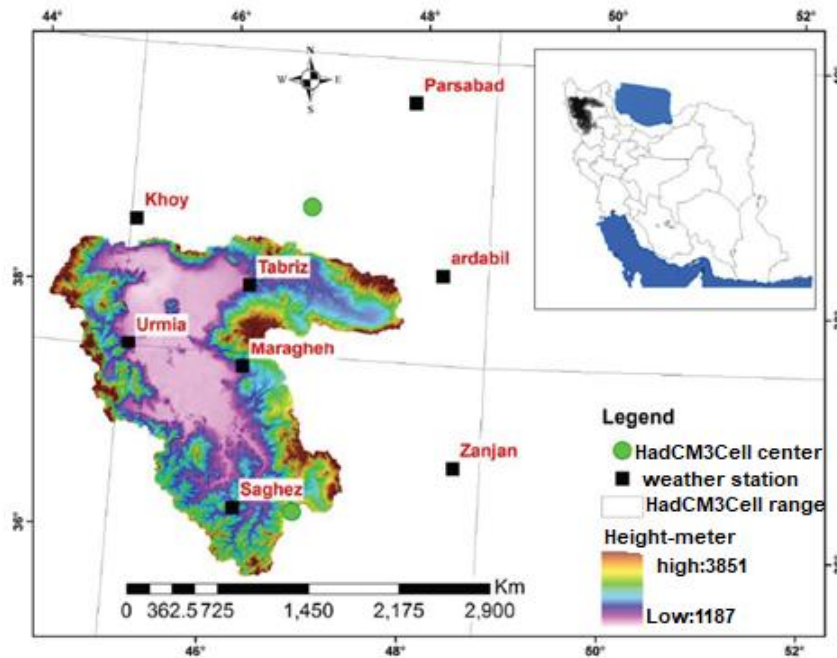 44° 46° 48° 50° 52°
N
W E
S
Parsabad
Khoy
ardabil
Tabriz
38°
Urmia
Maragheh
Zanjan
Saghez
36°
Legend
HadCM3Cell center
weather station
HadCM3Cell range
Height-meter
high:3851
Low:1187
Km
0 362.5725 1,450 2,175 2,900
46° 48° 50° 52°